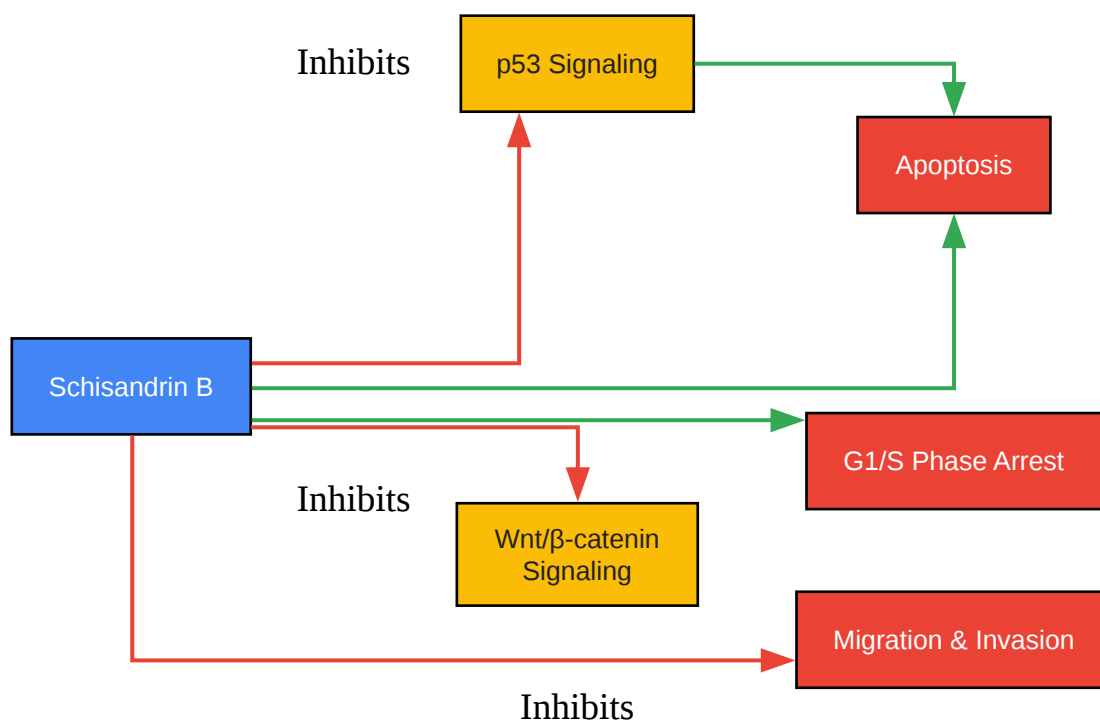 Inhibits
p53 Signaling
Apoptosis
Schisandrin B
G1/S Phase Arrest
Inhibits
Wnt/β-catenin
Signaling
Migration & Invasion
Inhibits